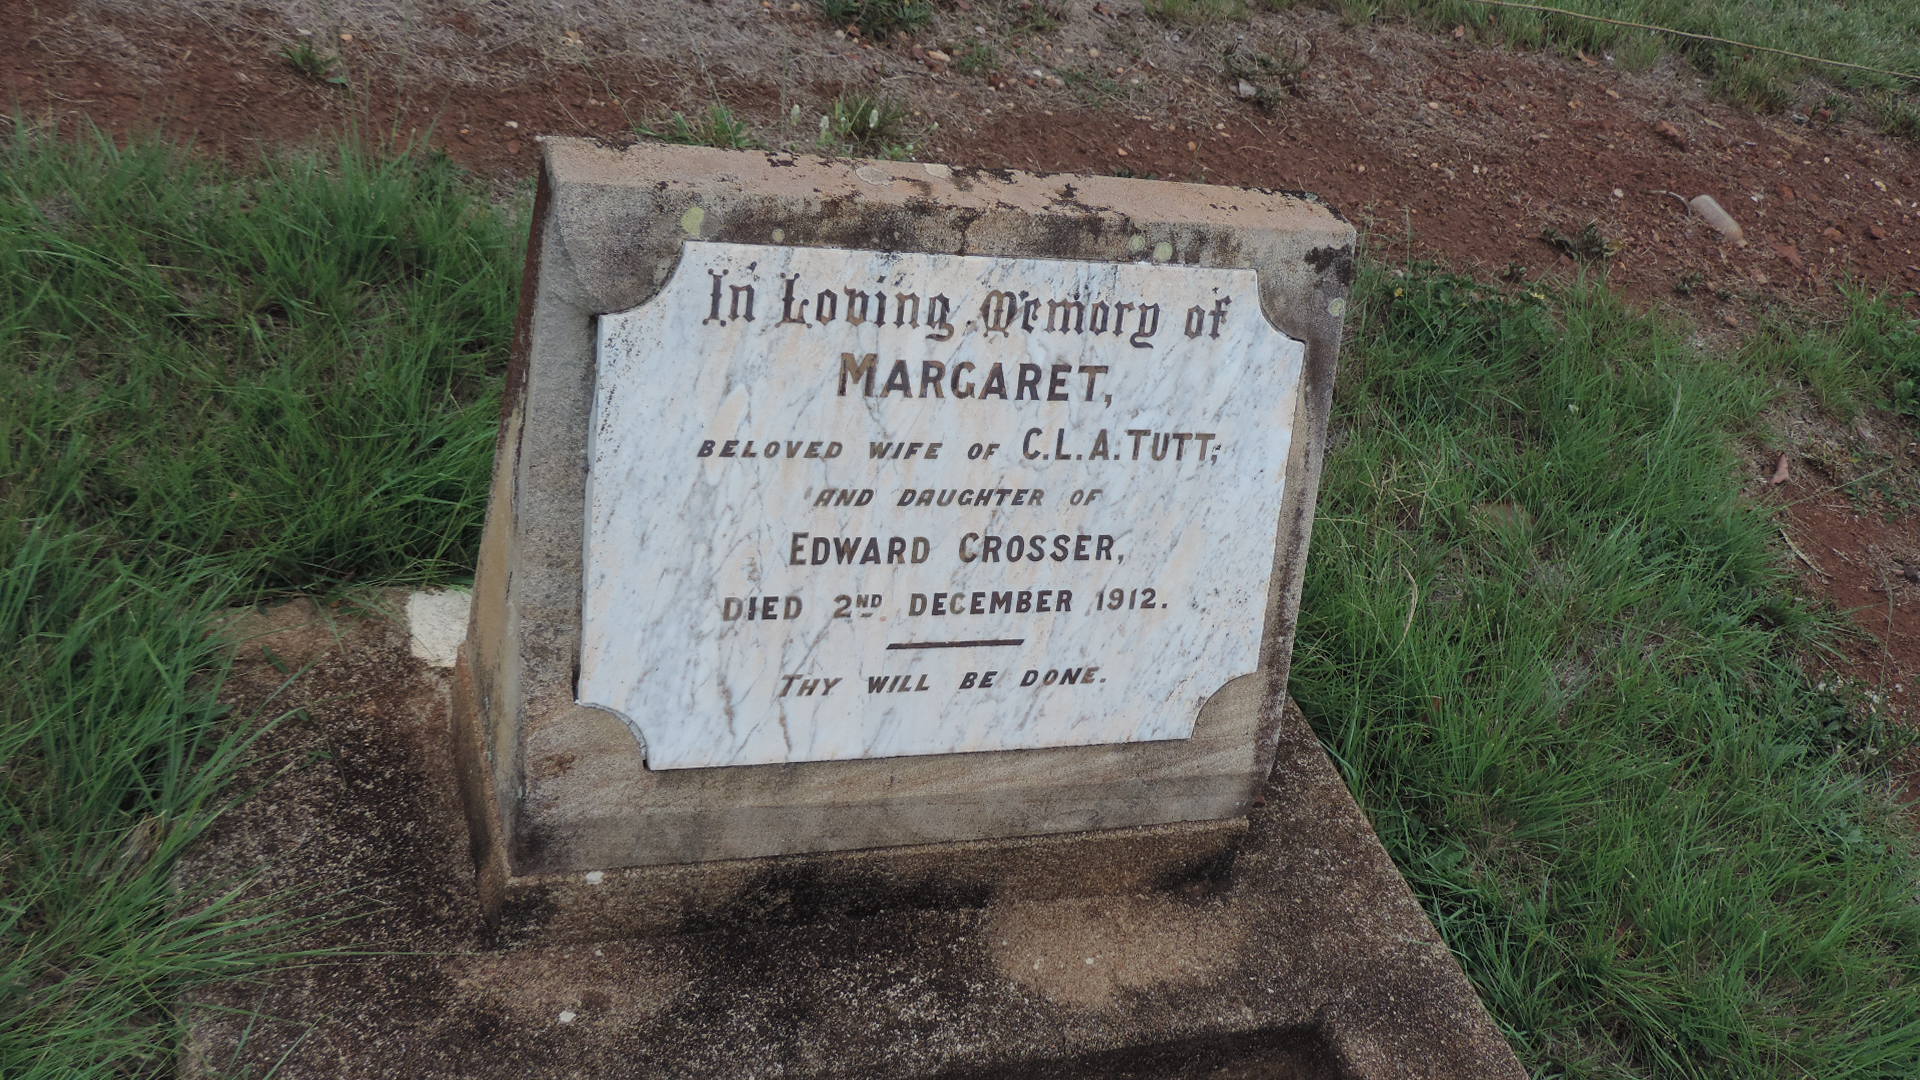 In Loving Memory of
MARGARET,
BELOVED WIFE OF C.L.A. TUTT;
AND DAUGHTER OF
EDWARD CROSSER,
DIED 2ND DECEMBER 1912.
THY WILL BE DONE.